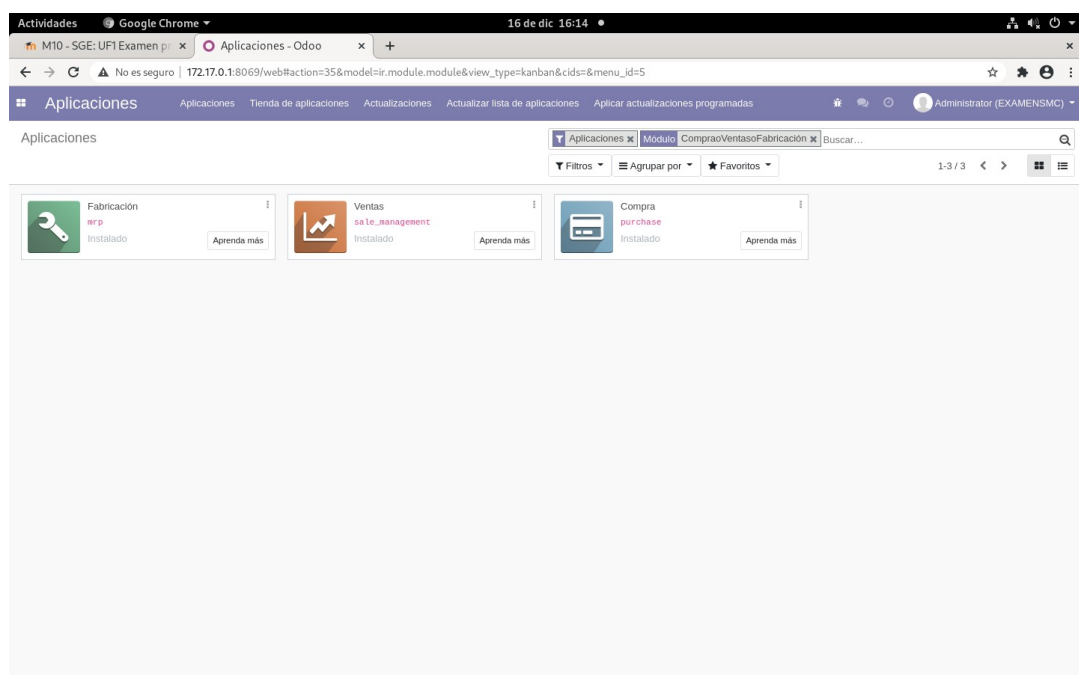 Actividades Google Chrome 16 de dic 16:14
M10 - SGE: UF1 Examen pr Aplicaciones - Odoo
No es seguro 172.17.0.1:8069/web#action=35&model=ir.module.module&view_type=kanban&cids=&menu_id=5
Aplicaciones Aplicaciones Tienda de aplicaciones Actualizaciones Actualizar lista de aplicaciones Aplicar actualizaciones programadas Administrator (EXAMENSMC)
Aplicaciones Aplicaciones Módulo CompraoVentasoFabricación Buscar...
Filtros Agrupar por Favoritos 1-3 / 3
Fabricación
mrp
Instalado Aprenda más
Ventas
sale_management
Instalado Aprenda más
Compra
purchase
Instalado Aprenda más